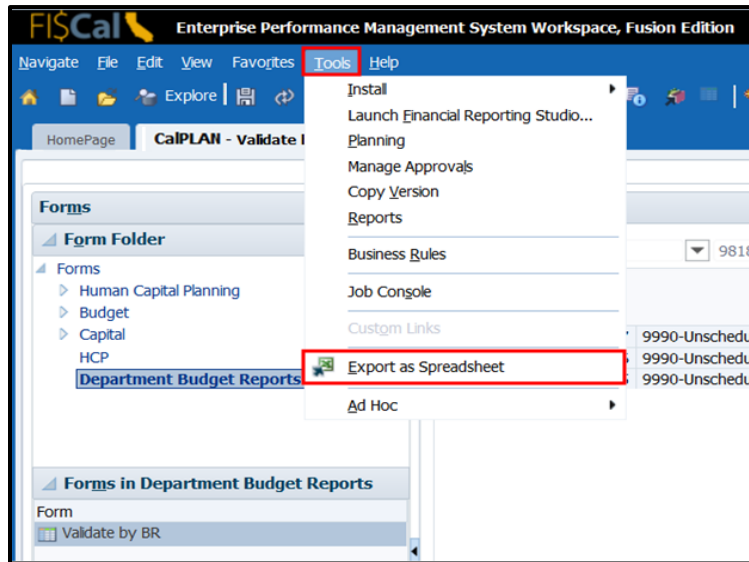 FI$Cal Enterprise Performance Management System Workspace, Fusion Edition
Navigate File Edit View Favorites Tools Help
Explore
HomePage CalPLAN - Validate
Install
Launch Financial Reporting Studio...
Planning
Manage Approvals
Copy Version
Reports
Business Rules
Job Console
Custom Links
Export as Spreadsheet
Ad Hoc
Forms
Form Folder
Forms
Human Capital Planning
Budget
Capital
HCP
Department Budget Reports
9818
9990-Unschedu
9990-Unschedu
9990-Unschedu
Forms in Department Budget Reports
Form
Validate by BR